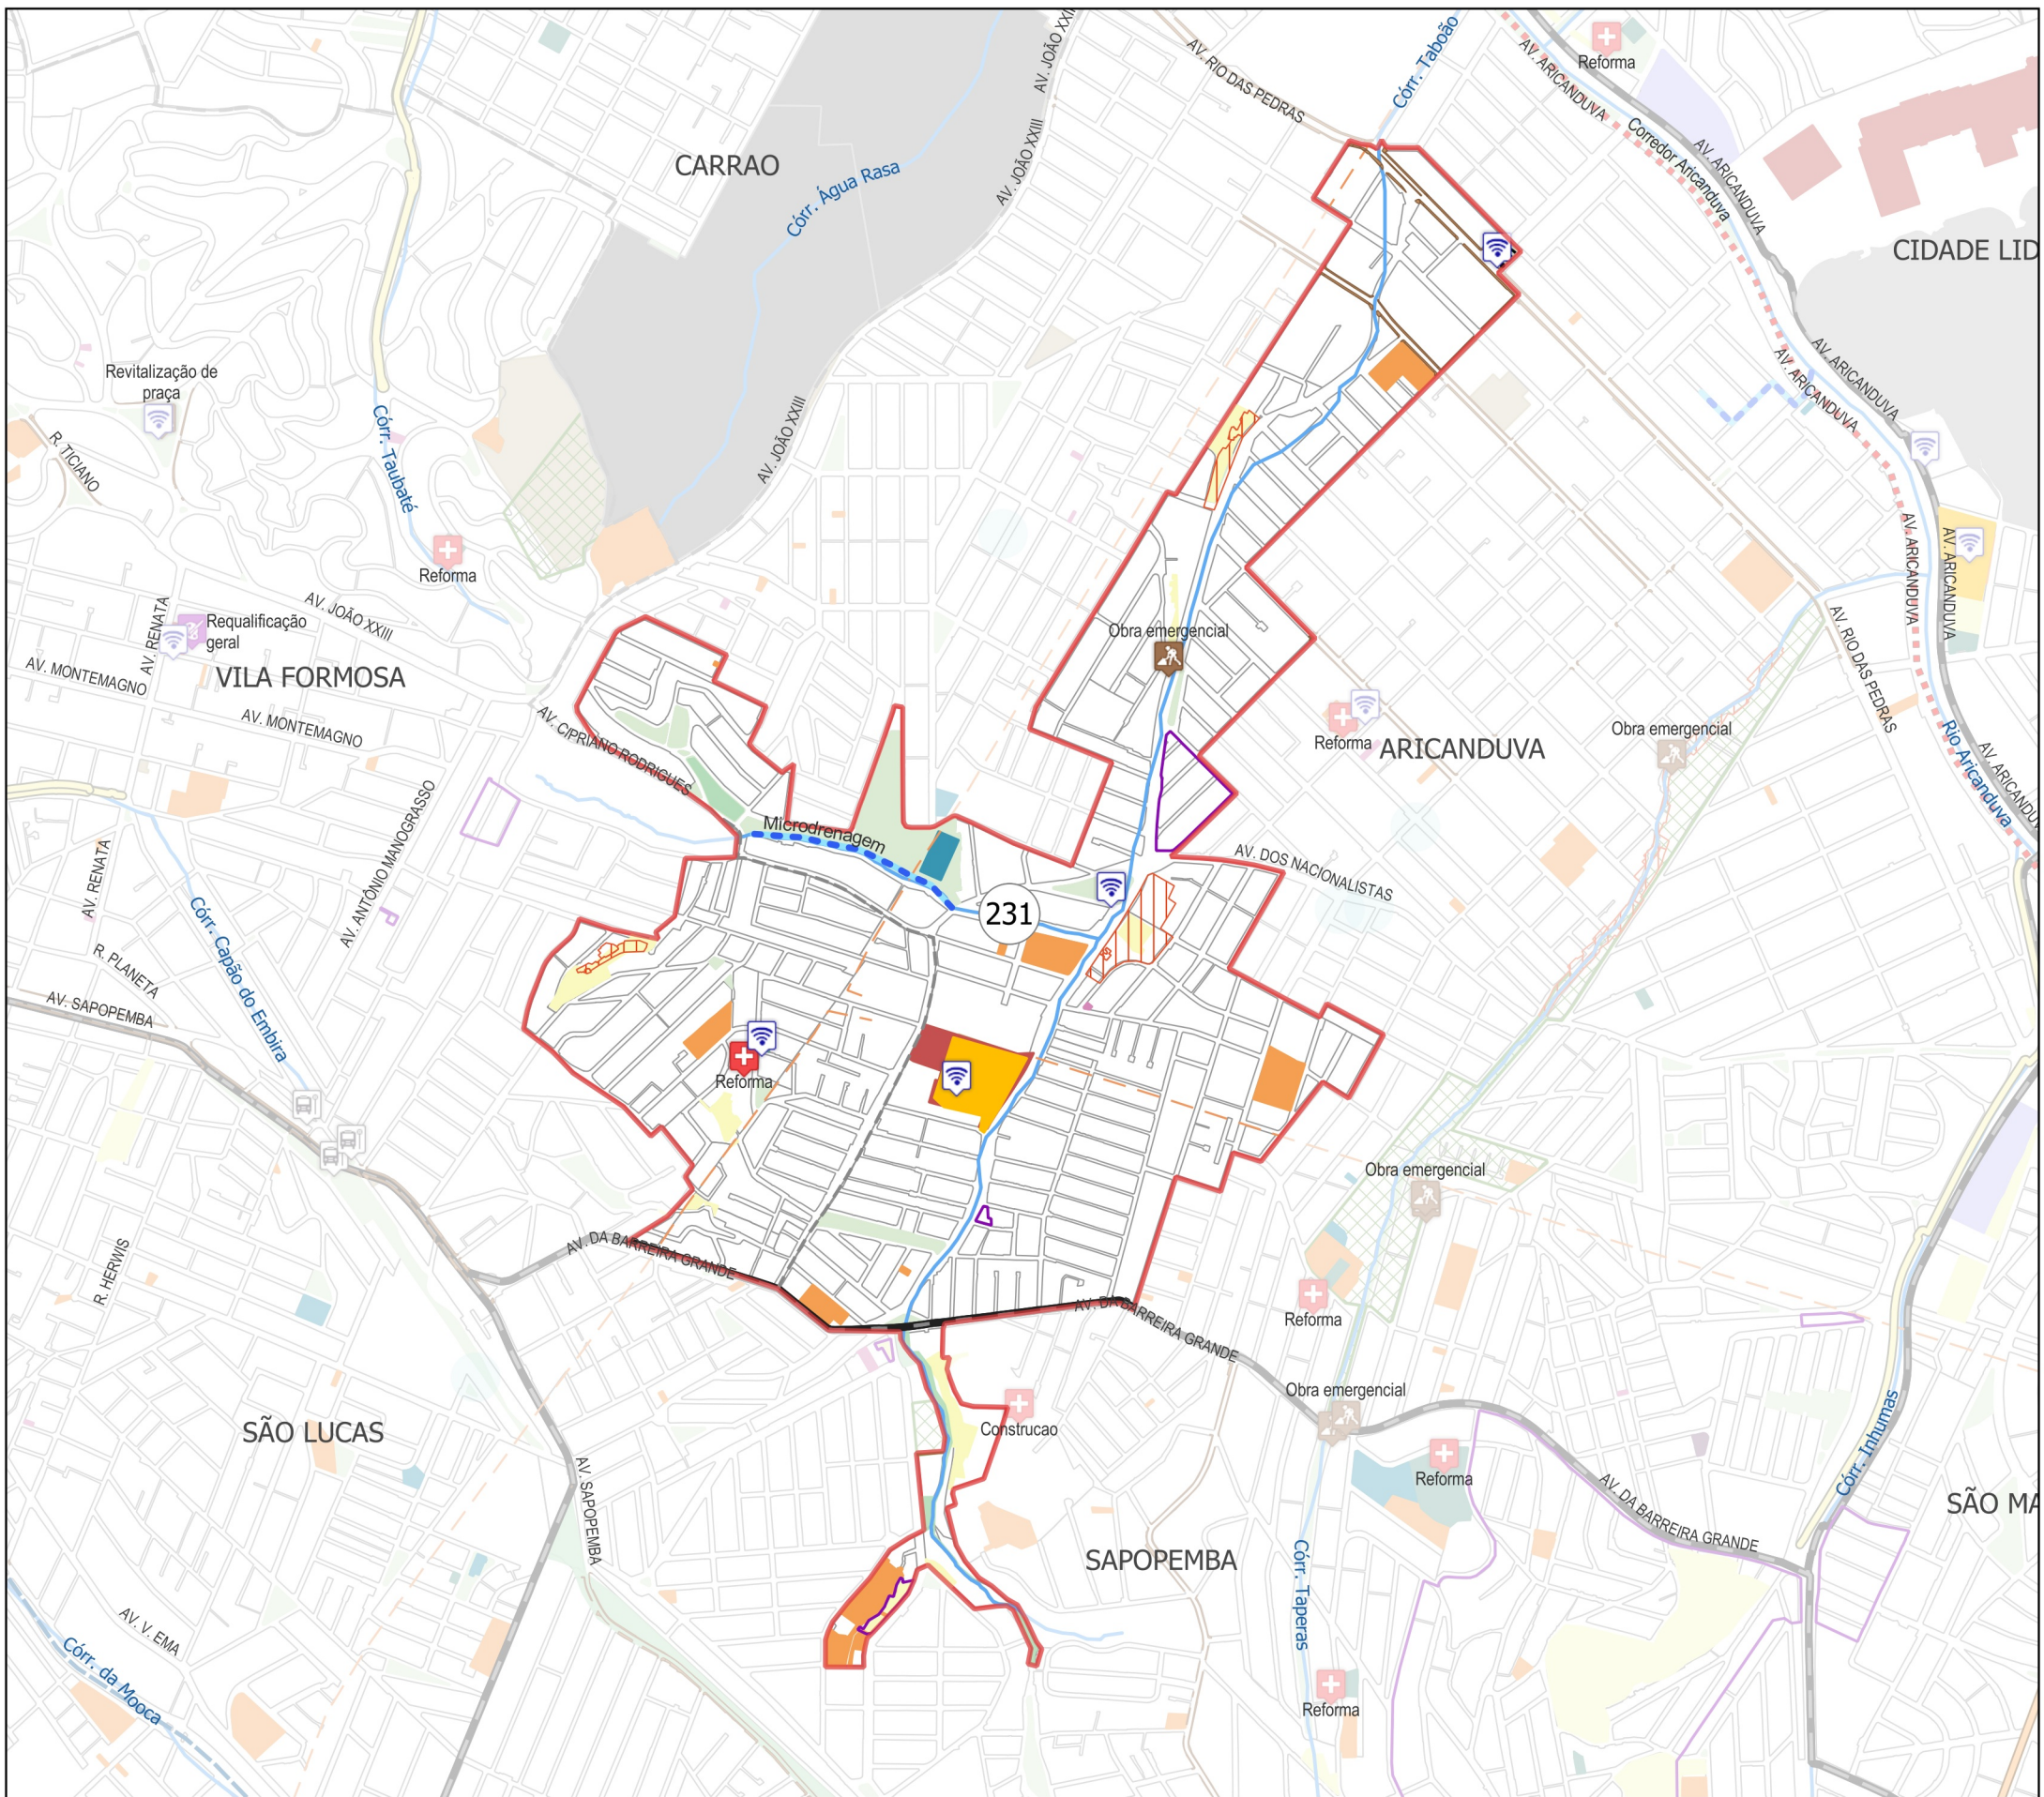 AV. JOÃO XXIII
AV. RIO DAS PEDRAS
Córr. Taboão
AV. ARICANDUVA
Reforma
CARRAO
Córr. Água Rasa
AV. JOÃO XXIII
Corredor Aricanduva
AV. ARICANDUVA
CIDADE LID
Revitalização de
praça
AV. ARICANDUVA
AV. ARICANDUVA
R. TICIANO
Córr. Taubaté
AV. JOÃO XXIII
Reforma
AV. ARICANDUVA
AV. ARICANDUVA
AV. JOÃO XXIII
AV. RENATA
Requalificação
geral
AV. MONTEMAGNO
VILA FORMOSA
Obra emergencial
AV. RIO DAS PEDRAS
AV. MONTEMAGNO
AV. CIPRIANO RODRIGUES
Reforma
ARICANDUVA
Obra emergencial
Rio Aricanduva
AV. ARICANDUV
AV. ANTÔNIO MANOGRASSO
Microdrenagem
AV. DOS NACIONALISTAS
AV. RENATA
231
Córr. Capão do Embira
R. PLANETA
AV. SAPOPEMBA
Reforma
Obra emergencial
AV. DA BARREIRA GRANDE
R. HERWIS
AV. DA BARREIRA GRANDE
Reforma
Obra emergencial
SÃO LUCAS
Construcao
Córr. Inhumas
Reforma
AV. SAPOPEMBA
AV. DA BARREIRA GRANDE
SÃO MA
SAPOPEMBA
Córr. Taperas
AV. V. EMA
Córr. da Mooca
Reforma